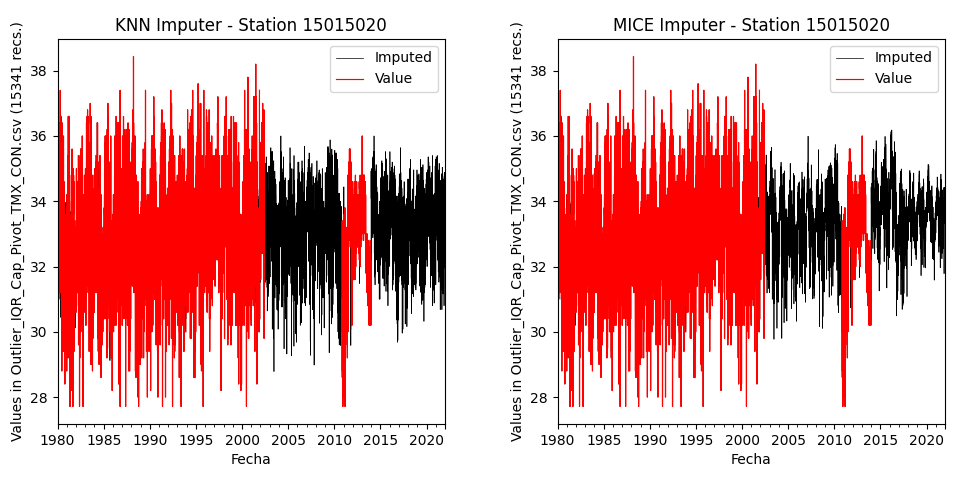 KNN Imputer - Station 15015020
Values in Outlier_IQR_Cap_Pivot_TMX_CON.csv (15341 recs.)
Imputed
Value
38
36
34
32
30
28
1980 1985 1990 1995 2000 2005 2010 2015 2020
Fecha
MICE Imputer - Station 15015020
Values in Outlier_IQR_Cap_Pivot_TMX_CON.csv (15341 recs.)
Imputed
Value
38
36
34
32
30
28
1980 1985 1990 1995 2000 2005 2010 2015 2020
Fecha